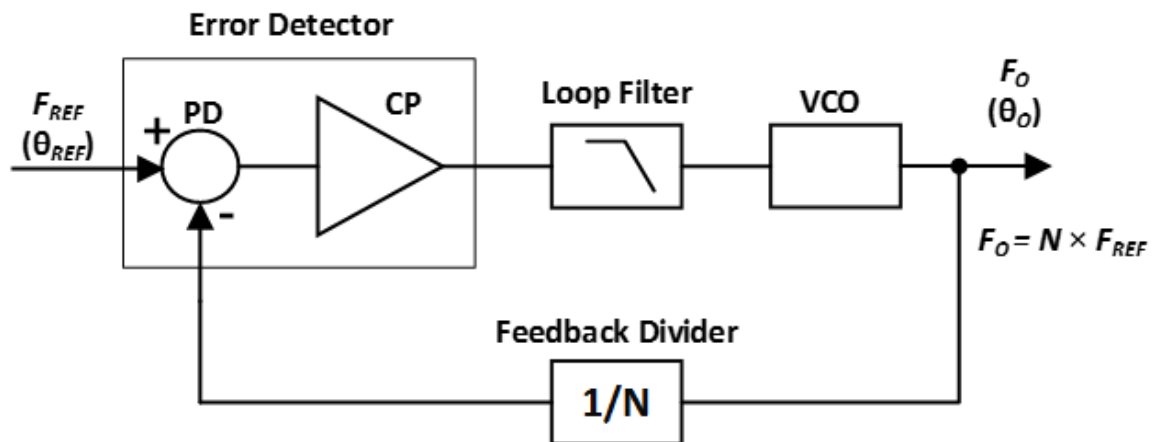 Error Detector
F_REF
(θ_REF)
+
PD
-
CP
Loop Filter
VCO
F_O
(θ_O)
F_O = N × F_REF
Feedback Divider
1/N